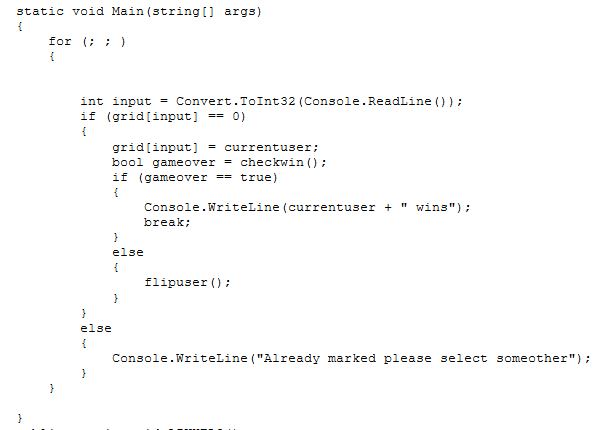 static void Main(string[] args)
{
    for (; ; )
    {
        int input = Convert.ToInt32(Console.ReadLine());
        if (grid[input] == 0)
        {
            grid[input] = currentuser;
            bool gameover = checkwin();
            if (gameover == true)
            {
                Console.WriteLine(currentuser + " wins");
                break;
            }
            else
            {
                flipuser();
            }
        }
        else
        {
            Console.WriteLine("Already marked please select someother");
        }
    }
}